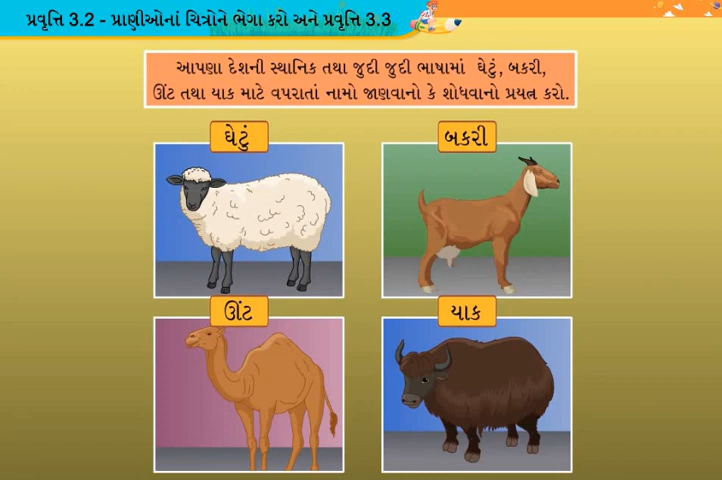 પ્રવૃત્તિ 3.2 - પ્રાણીઓનાં ચિત્રોને ભેગા કરો અને પ્રવૃત્તિ 3.3
આપણા દેશની સ્થાનિક તથા જુદી જુદી ભાષામાં ઘેટું, બકરી,
ઊંટ તથા યાક માટે વપરાતાં નામો જાણવાનો કે શોધવાનો પ્રયત્ન કરો.
ઘેટું
બકરી
ઊંટ
યાક